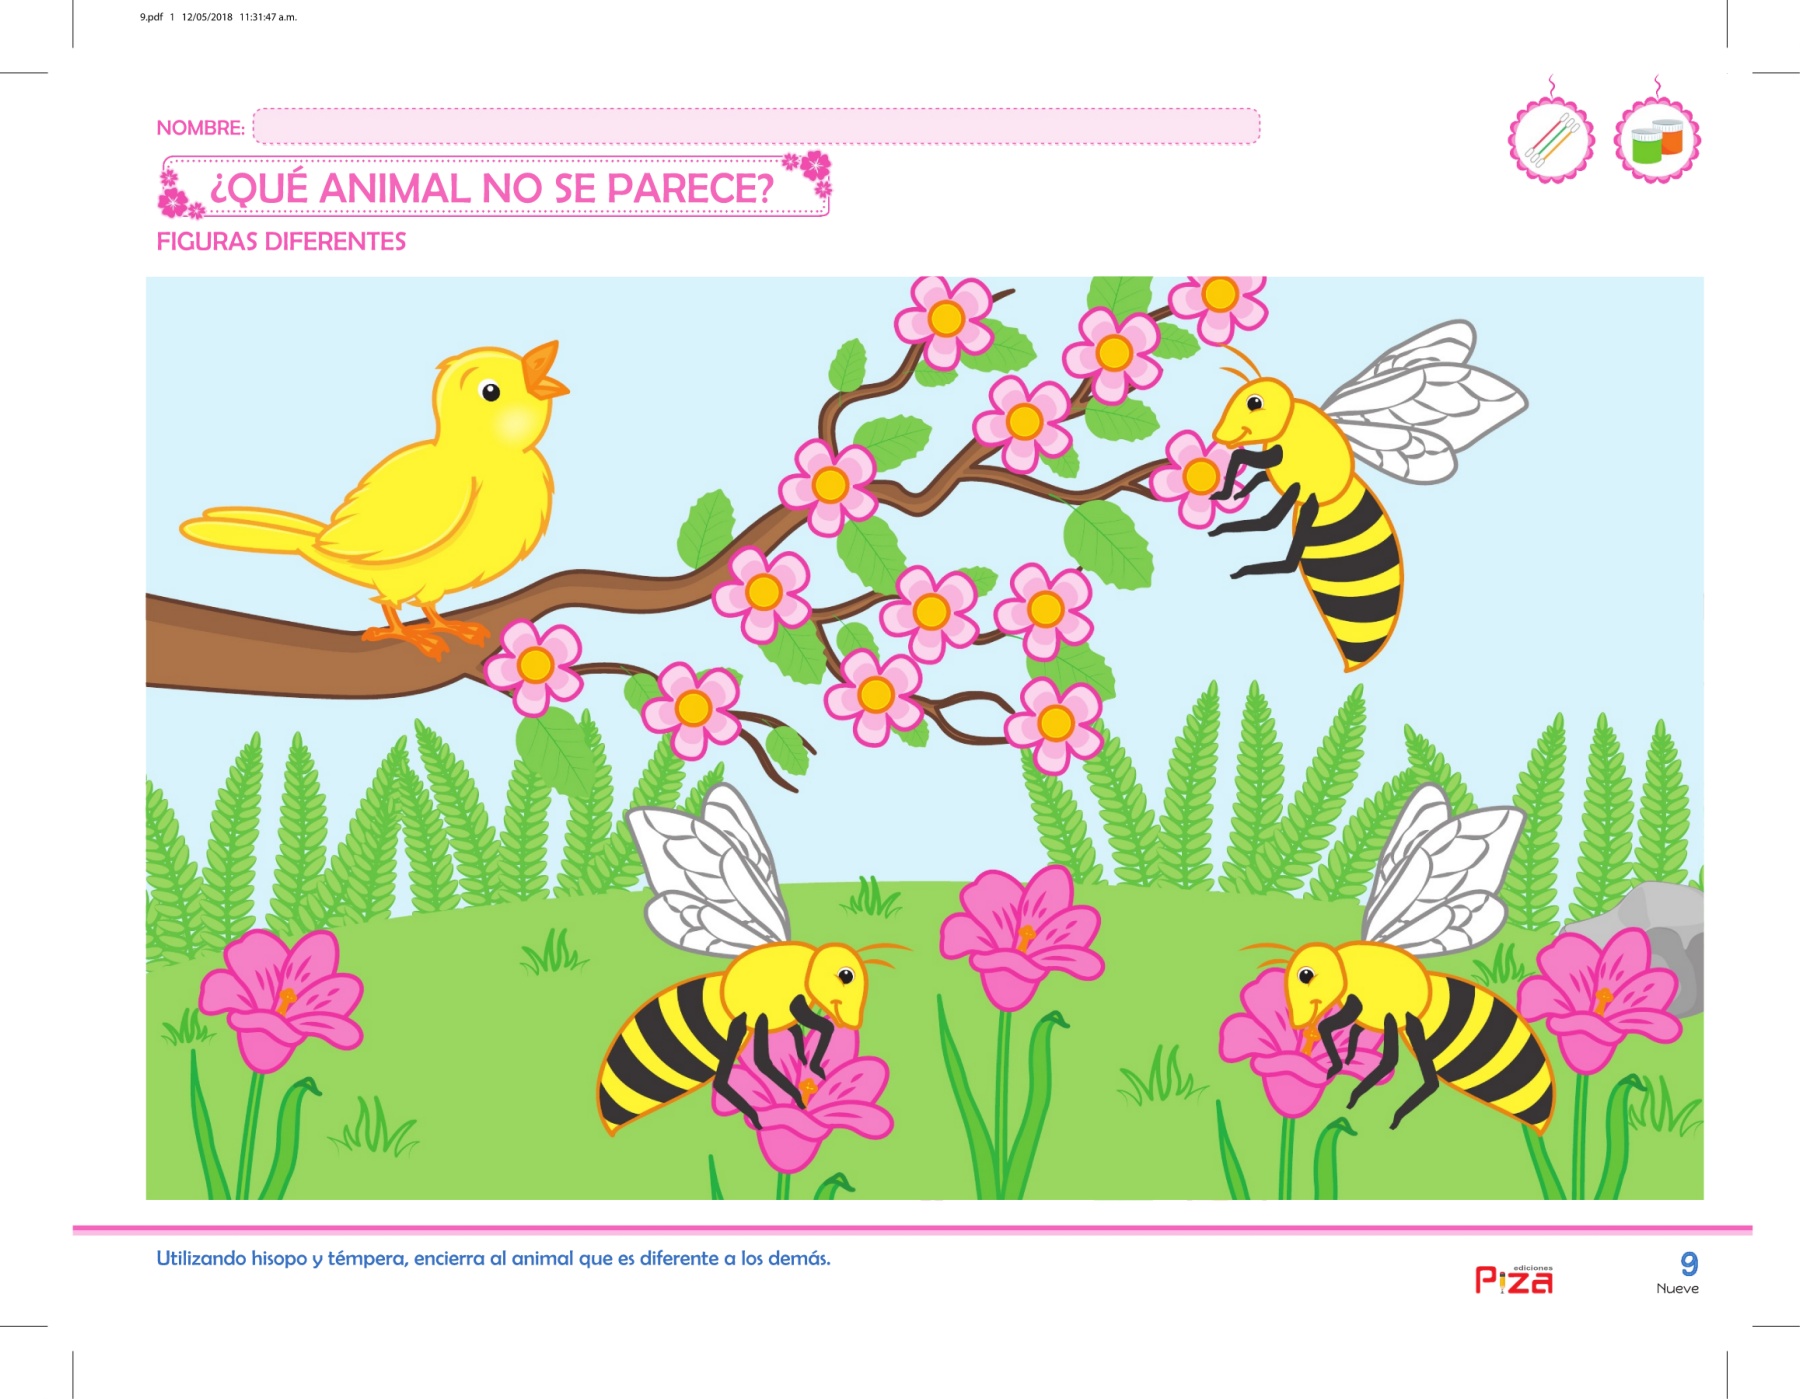 9.pdf 1 12/05/2018 11:31:47 a.m.
NOMBRE:
¿QUÉ ANIMAL NO SE PARECE?
FIGURAS DIFERENTES
Utilizando hisopo y témpera, encierra al animal que es diferente a los demás.
ediciones
Piza
9
Nueve